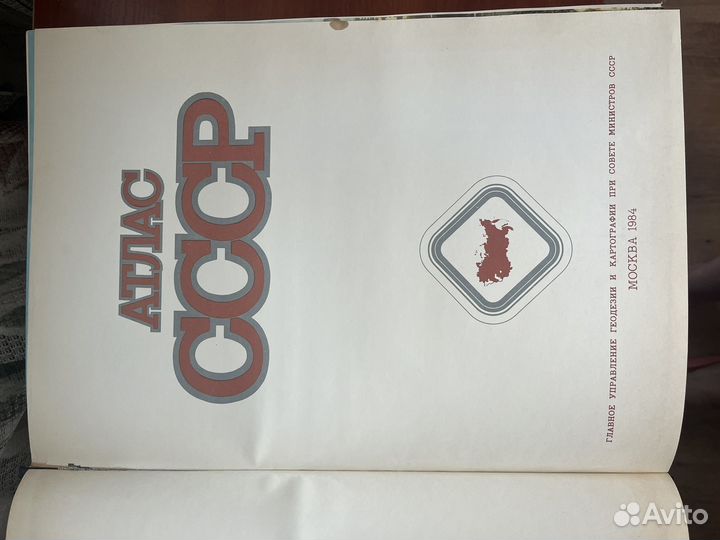 АТЛАС
СССР
ГЛАВНОЕ УПРАВЛЕНИЕ ГЕОДЕЗИИ И КАРТОГРАФИИ ПРИ СОВЕТЕ МИНИСТРОВ СССР
МОСКВА 1984
Avito